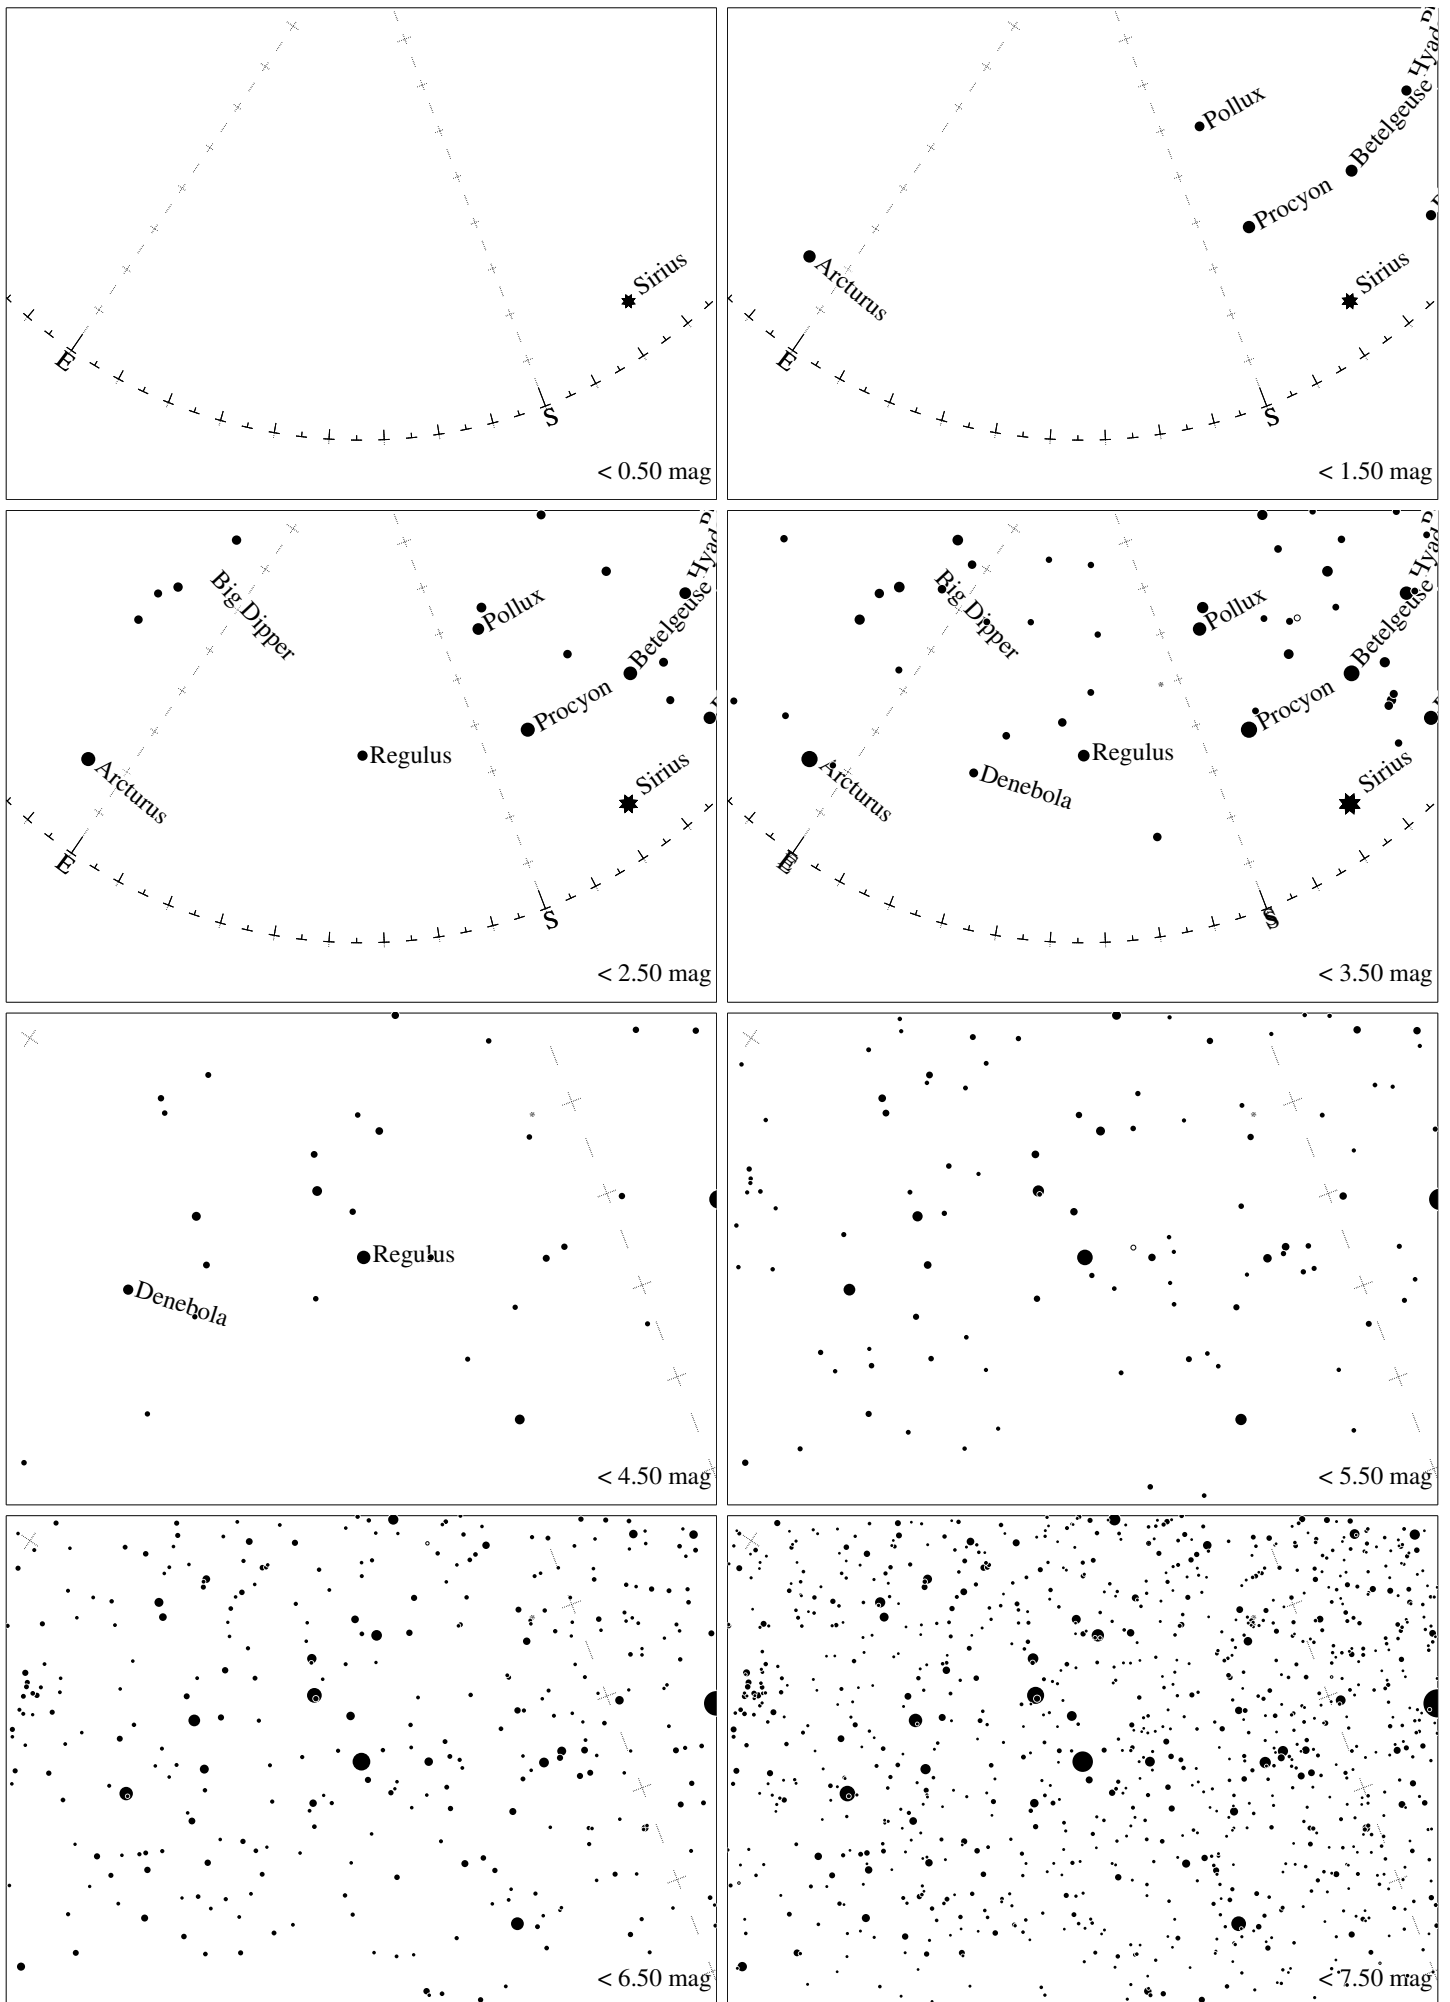 Sirius
E
S
< 0.50 mag
Pollux
Betelgeuse
Procyon
Arcturus
Sirius
E
S
< 1.50 mag
Big Dipper
Pollux
Betelgeuse
Procyon
Regulus
Arcturus
Sirius
E
S
< 2.50 mag
Big Dipper
Pollux
Betelgeuse
Procyon
Regulus
Denebola
Arcturus
Sirius
E
S
< 3.50 mag
Regulus
Denebola
< 4.50 mag
< 5.50 mag
< 6.50 mag
< 7.50 mag